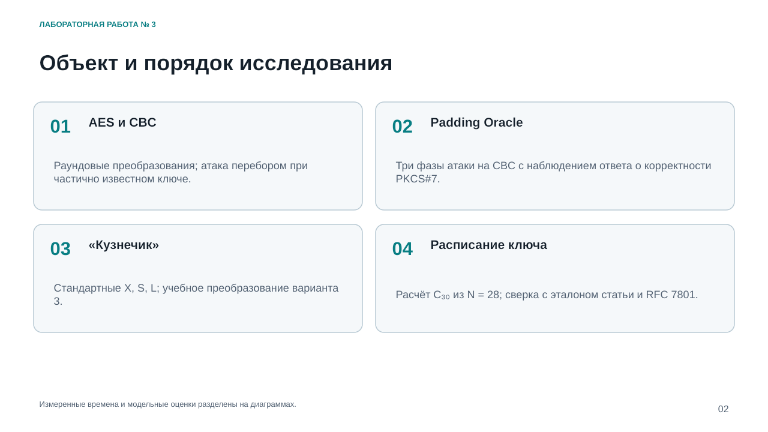 ЛАБОРАТОРНАЯ РАБОТА № 3
Объект и порядок исследования
01
AES и CBC
Раундовые преобразования; атака перебором при
частично известном ключе.
02
Padding Oracle
Три фазы атаки на CBC с наблюдением ответа о корректности
PKCS#7.
03
«Кузнечик»
Стандартные X, S, L; учебное преобразование варианта
3.
04
Расписание ключа
Расчёт C₃₀ из N = 28; сверка с эталоном статьи и RFC 7801.
Измеренные времена и модельные оценки разделены на диаграммах.
02